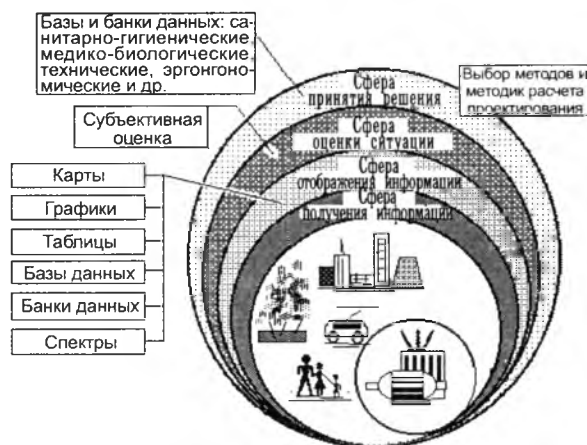 Базы и банки данных: са-
нитарно-гигиенические,
медико-биологические,
технические, эргонгоно-
мические и др.
Выбор методов и
методик расчета
проектирования
Субъективная
оценка
Сфера
принятия решения
Сфера
оценки ситуации
Сфера
отображения информации
Сфера
получения информации
Карты
Графики
Таблицы
Базы данных
Банки данных
Спектры